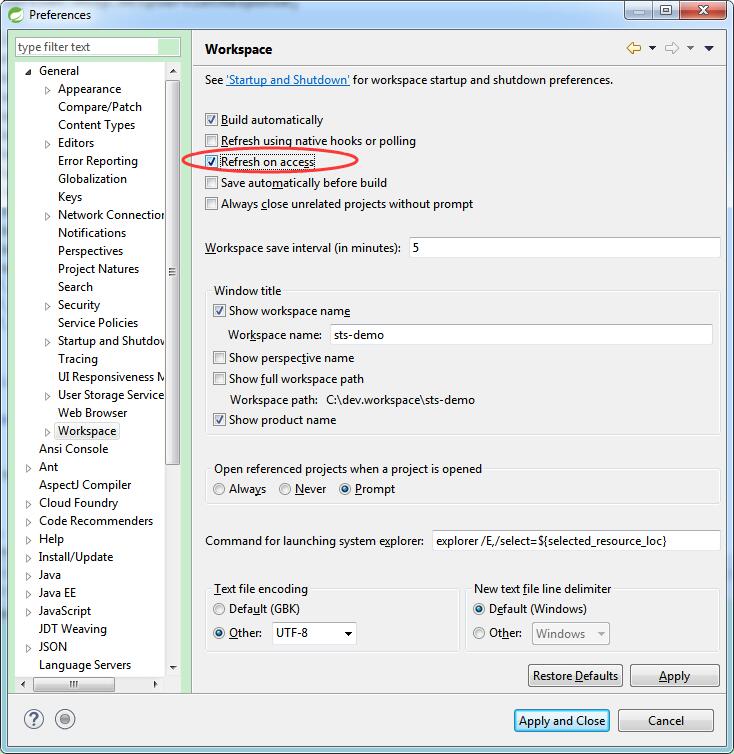 Preferences
type filter text
General
Appearance
Compare/Patch
Content Types
Editors
Error Reporting
Globalization
Keys
Network Connection
Notifications
Perspectives
Project Natures
Search
Security
Service Policies
Startup and Shutdov
Tracing
UI Responsiveness M
User Storage Service
Web Browser
Workspace
Ansi Console
Ant
AspectJ Compiler
Cloud Foundry
Code Recommenders
Help
Install/Update
Java
Java EE
JavaScript
JDT Weaving
JSON
Language Servers
Workspace
See 'Startup and Shutdown' for workspace startup and shutdown preferences.
Build automatically
Refresh using native hooks or polling
Refresh on access
Save automatically before build
Always close unrelated projects without prompt
Workspace save interval (in minutes): 5
Window title
Show workspace name
Workspace name: sts-demo
Show perspective name
Show full workspace path
Workspace path: C:\dev.workspace\sts-demo
Show product name
Open referenced projects when a project is opened
Always Never Prompt
Command for launching system explorer: explorer /E,/select=${selected_resource_loc}
Text file encoding
Default (GBK)
Other: UTF-8
New text file line delimiter
Default (Windows)
Other: Windows
Restore Defaults Apply
Apply and Close Cancel